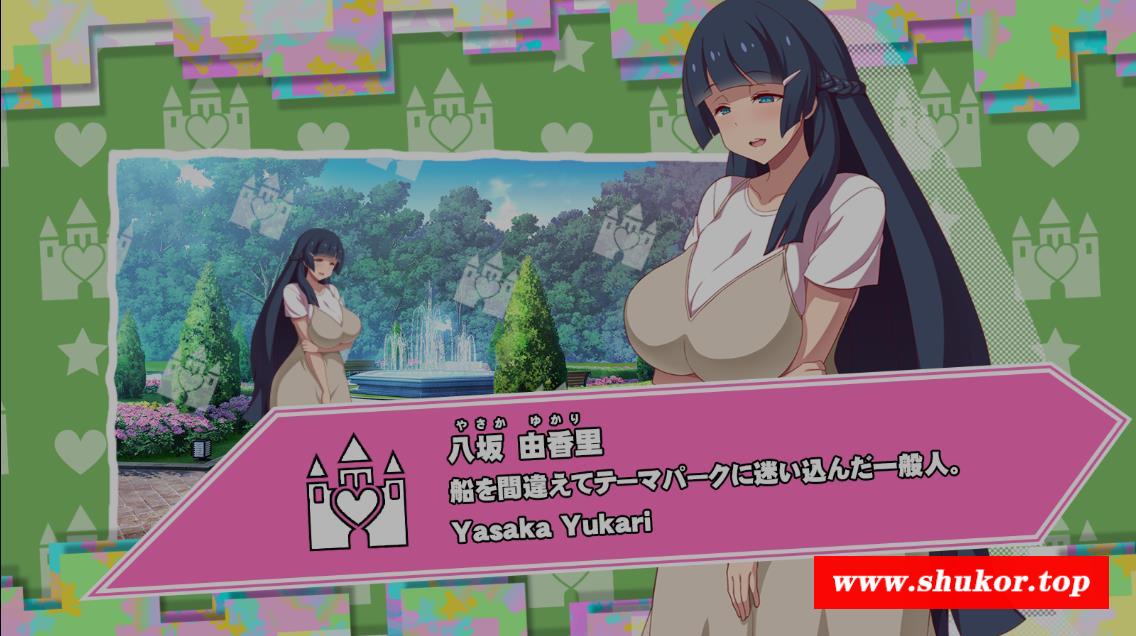 やさか ゆかり
八坂 由香里
船を間違えてテーマパークに迷い込んだ一般人。
Yasaka Yukari
www.shukor.top